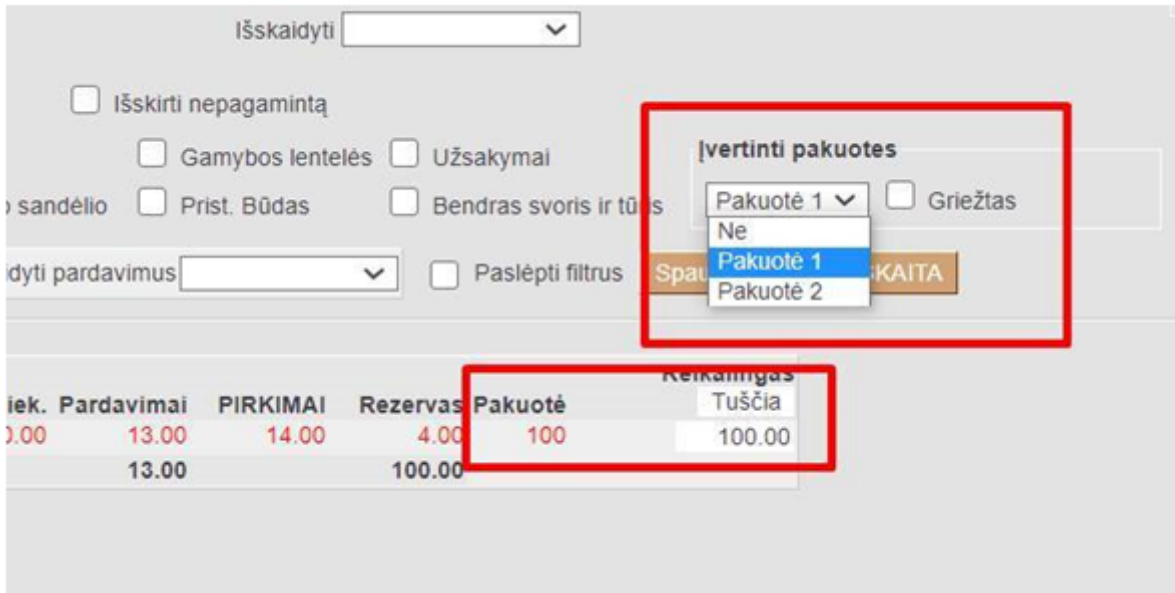 Išskaidyti
Išskirti nepagamintą
Gamybos lentelės Užsakymai
Įvertinti pakuotes
sandėlio Prist. Būdas Bendras svoris ir tūris
Pakuotė 1 Griežtas
Ne
Pakuotė 1
Pakuotė 2
idyti pardavimus Paslėpti filtrus Spau SKAITA
Reikalingas
iek. Pardavimai PIRKIMAI Rezervas Pakuotė Tuščia
0.00 13.00 14.00 4.00 100 100.00
13.00 100.00